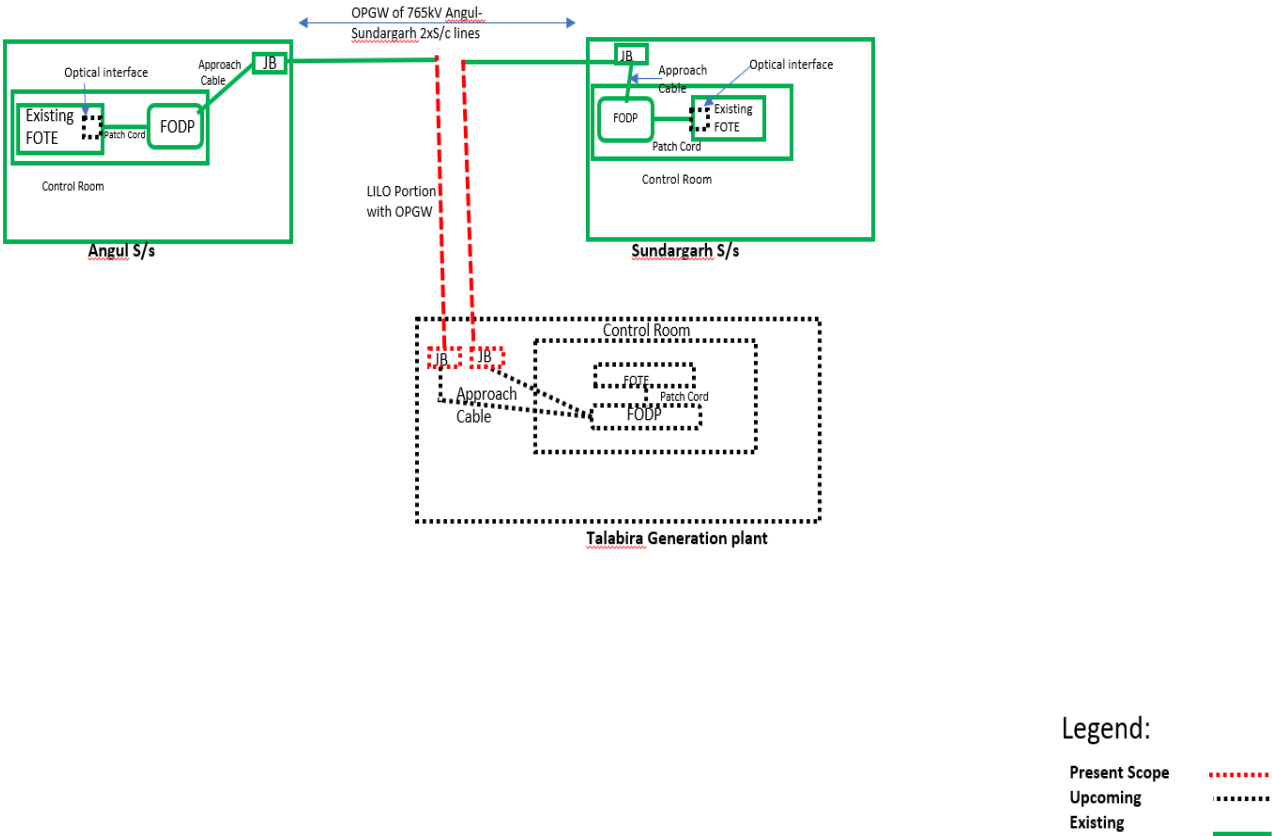 OPGW of 765kV Angul-
Sundargarh 2xS/c lines
Optical interface
Approach
Cable
JB
Existing
FOTE
Patch Cord
FODP
Control Room
Angul S/s
JB
Approach
Cable
Optical interface
FODP
Existing
FOTE
Patch Cord
Control Room
Sundargarh S/s
LILO Portion
with OPGW
Control Room
JB
JB
Approach
Cable
FOTE
Patch Cord
FODP
Talabira Generation plant
Legend:
Present Scope
Upcoming
Existing